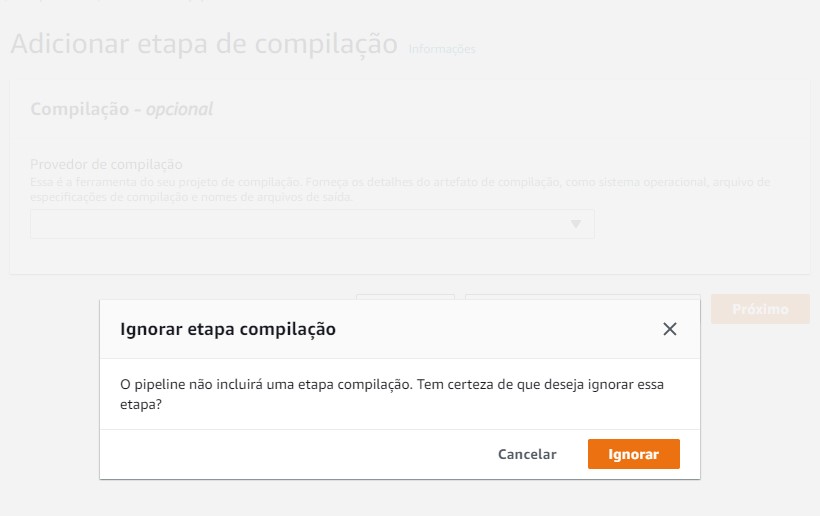 Adicionar etapa de compilação Informações
Compilação - opcional
Provedor de compilação
Essa é a ferramenta do seu projeto de compilação. Forneça os detalhes do artefato de compilação, como sistema operacional, arquivo de
especificações de compilação e nomes de arquivos de saída.
Próximo
Ignorar etapa compilação
O pipeline não incluirá uma etapa compilação. Tem certeza de que deseja ignorar essa
etapa?
Cancelar Ignorar